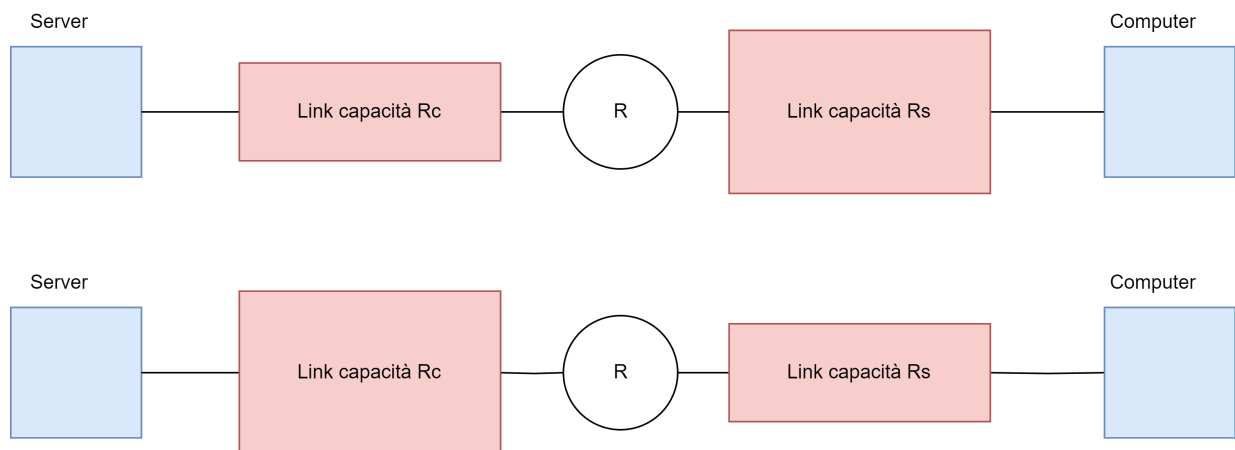 Server
Computer
Link capacità Rc
R
Link capacità Rs
Server
Computer
Link capacità Rc
R
Link capacità Rs